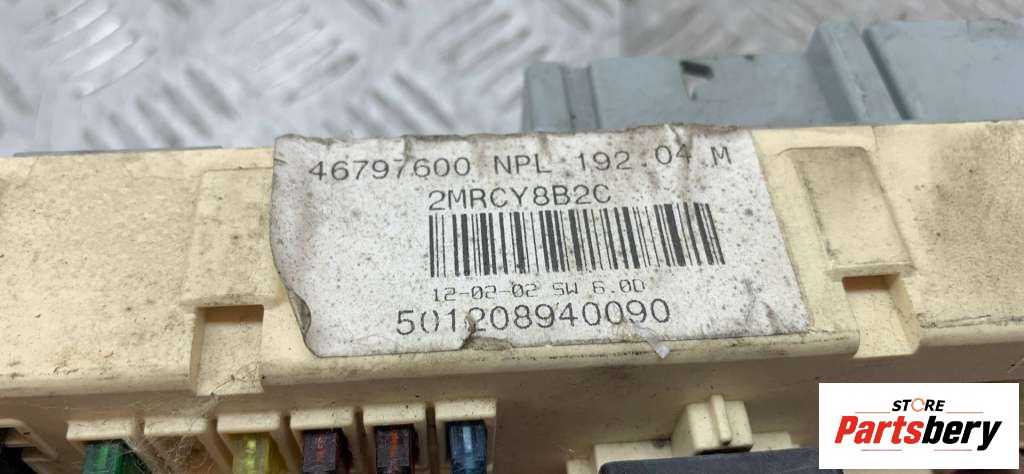 46797600 NPL 192.04 M
2MRCY8B2C
12-02-02 SW 6.0D
501208940090
STORE
Partsbery